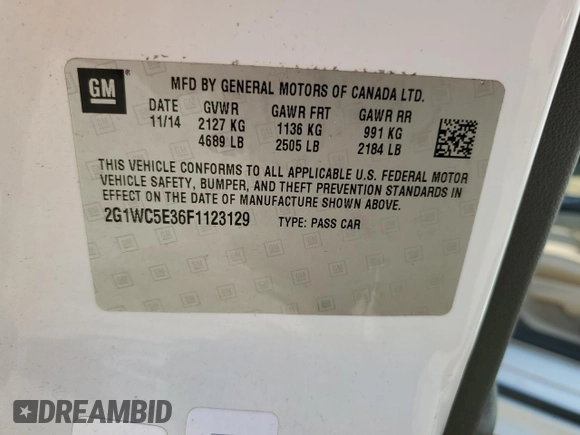 GM
MFD BY GENERAL MOTORS OF CANADA LTD.
DATE GVWR GAWR FRT GAWR RR
11/14 2127 KG 1136 KG 991 KG
4689 LB 2505 LB 2184 LB
THIS VEHICLE CONFORMS TO ALL APPLICABLE U.S. FEDERAL MOTOR
VEHICLE SAFETY, BUMPER, AND THEFT PREVENTION STANDARDS IN
EFFECT ON THE DATE OF MANUFACTURE SHOWN ABOVE.
2G1WC5E36F1123129 TYPE: PASS CAR
DREAMBID